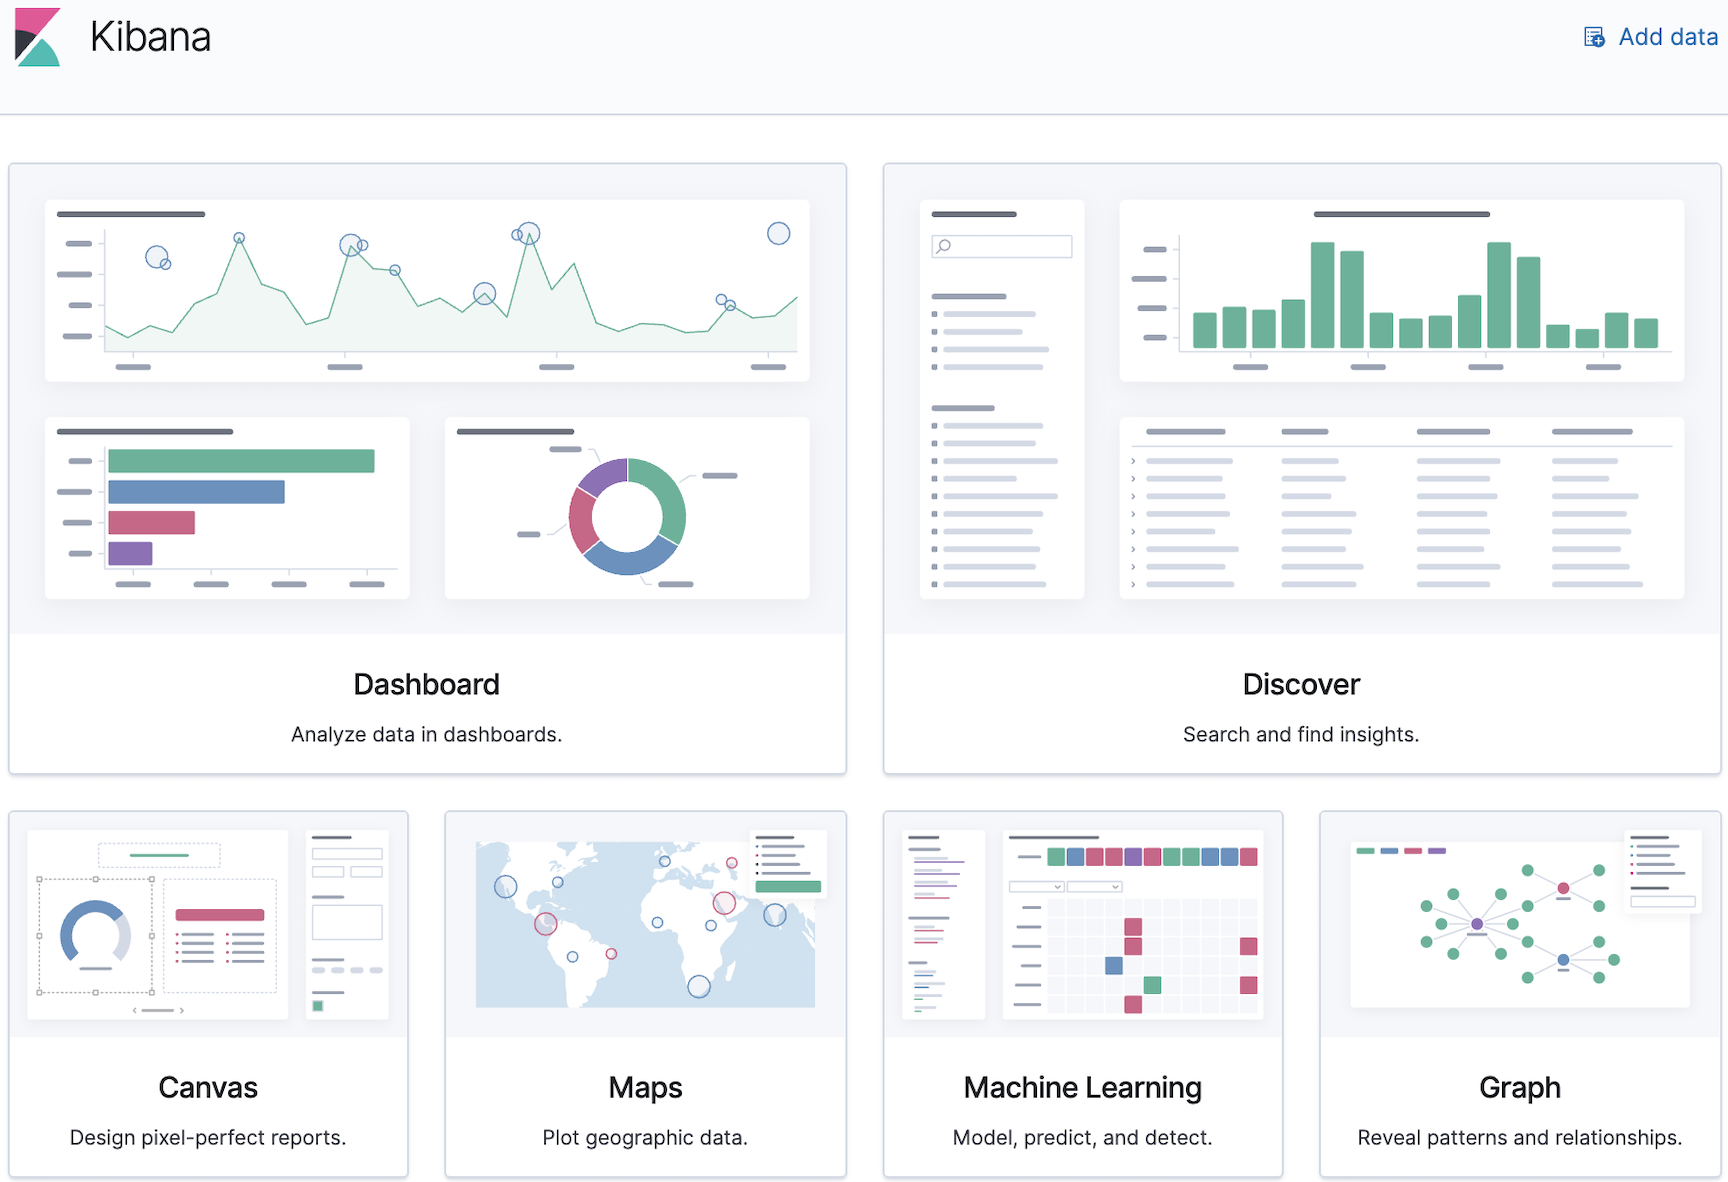 Kibana
Add data
Dashboard
Analyze data in dashboards.
Discover
Search and find insights.
Canvas
Design pixel-perfect reports.
Maps
Plot geographic data.
Machine Learning
Model, predict, and detect.
Graph
Reveal patterns and relationships.